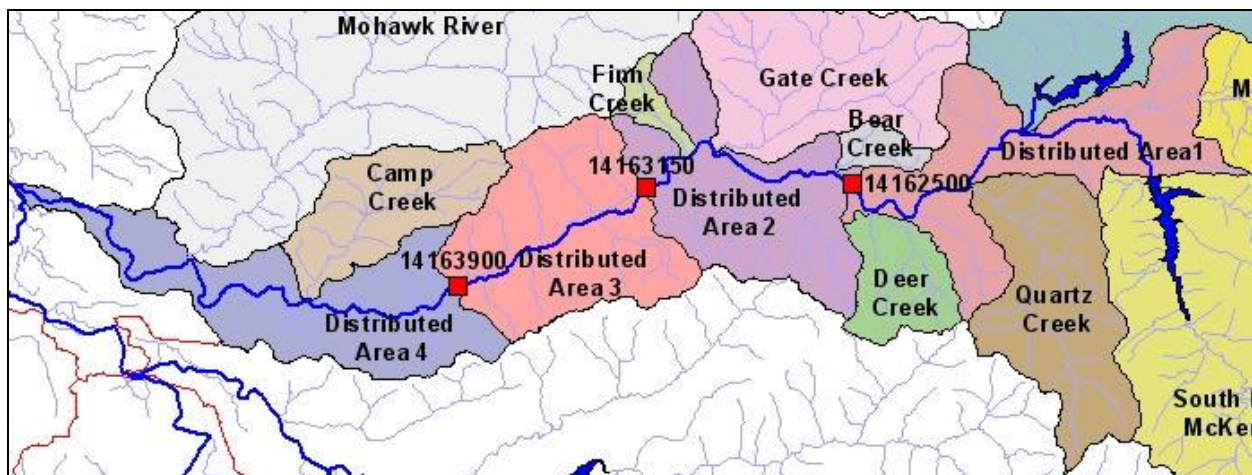 Mohawk River
Finn
Creek
Gate Creek
M
Bear
Creek
Distributed Area1
Camp
Creek
14163150
14162500
Distributed
Area 2
14163900
Distributed
Area 3
Deer
Creek
Quartz
Creek
Distributed
Area 4
South
McKe